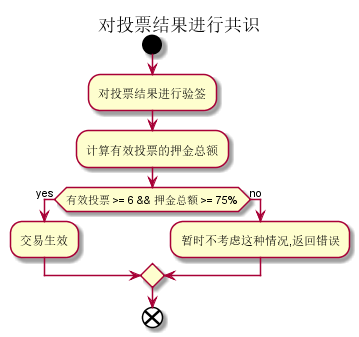 对投票结果进行共识
对投票结果进行验签
计算有效投票的押金总额
yes
有效投票 >= 6 && 押金总额 >= 75%
no
交易生效
暂时不考虑这种情况,返回错误